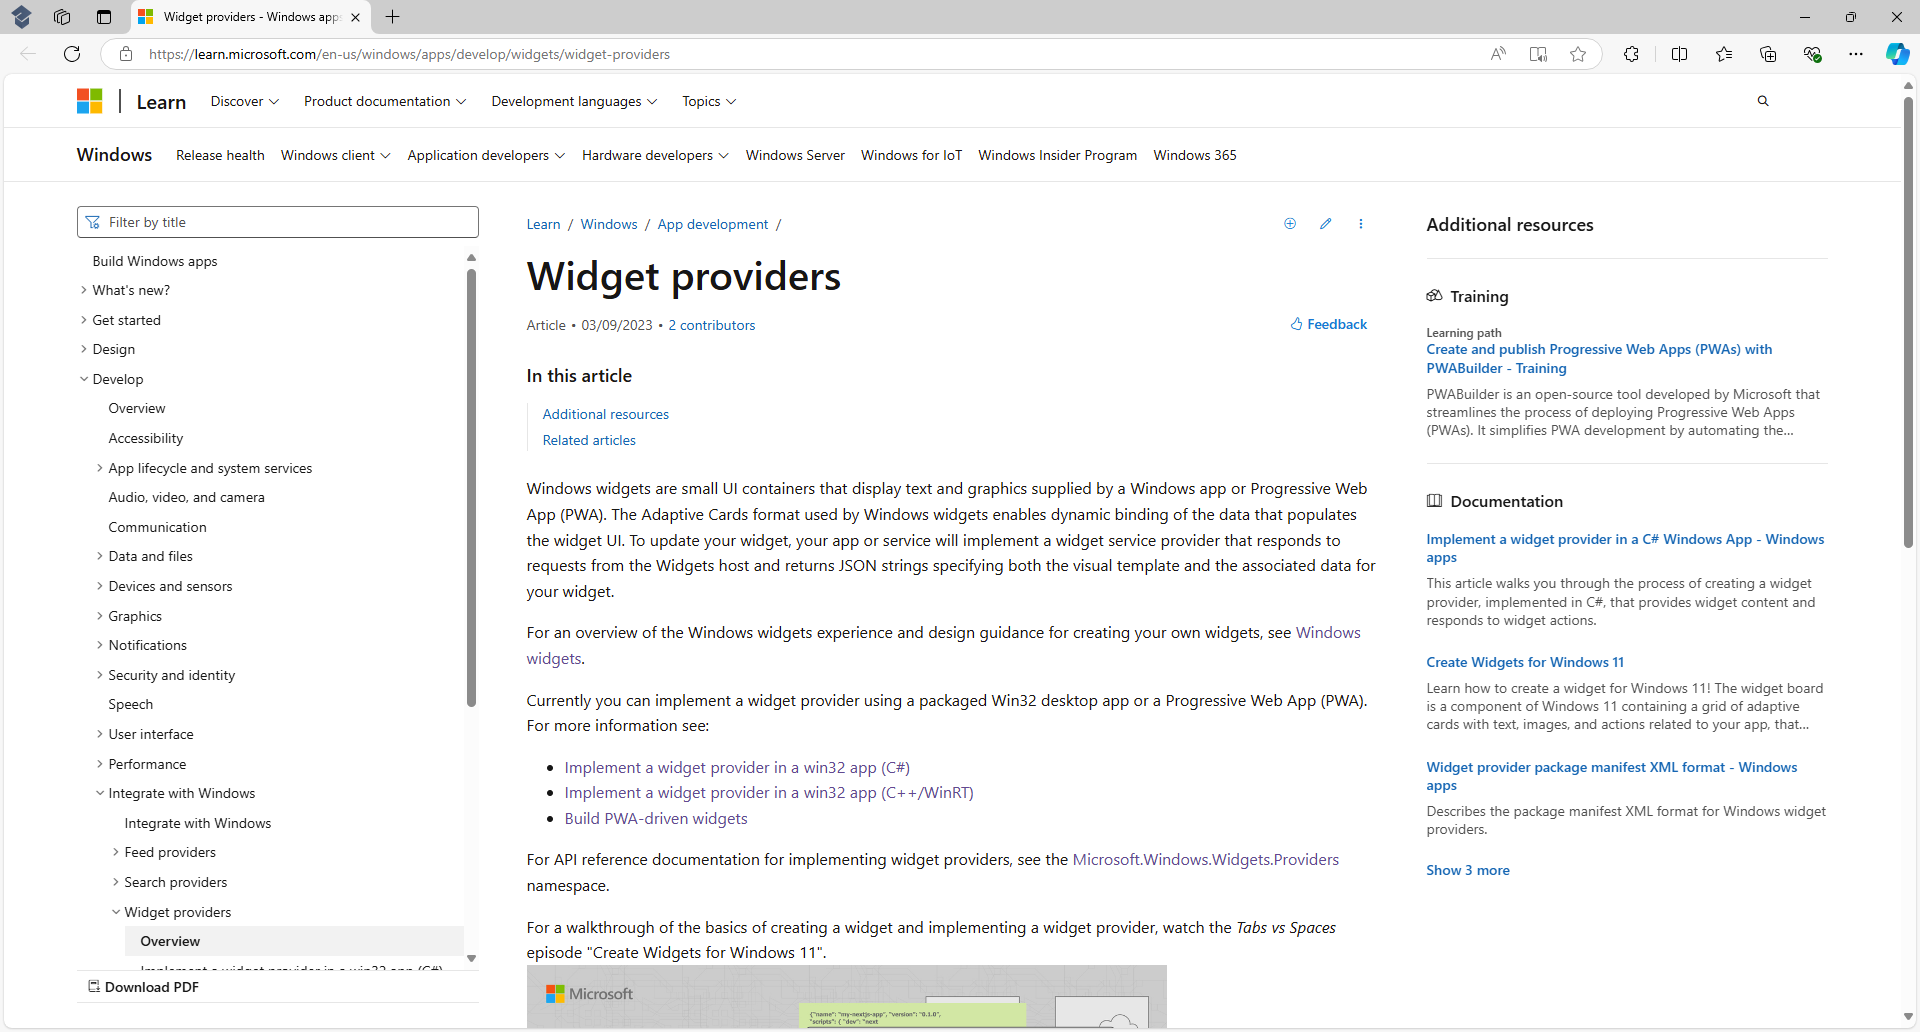 Widget providers - Windows apps
https://learn.microsoft.com/en-us/windows/apps/develop/widgets/widget-providers
Learn
Discover
Product documentation
Development languages
Topics
Windows
Release health
Windows client
Application developers
Hardware developers
Windows Server
Windows for IoT
Windows Insider Program
Windows 365
Filter by title
Build Windows apps
What's new?
Get started
Design
Develop
Overview
Accessibility
App lifecycle and system services
Audio, video, and camera
Communication
Data and files
Devices and sensors
Graphics
Notifications
Security and identity
Speech
User interface
Performance
Integrate with Windows
Integrate with Windows
Feed providers
Search providers
Widget providers
Overview
Implement a widget provider in a win32 app (C#)
Download PDF
Learn / Windows / App development /
Widget providers
Article • 03/09/2023 • 2 contributors
Feedback
In this article
Additional resources
Related articles
Windows widgets are small UI containers that display text and graphics supplied by a Windows app or Progressive Web
App (PWA). The Adaptive Cards format used by Windows widgets enables dynamic binding of the data that populates
the widget UI. To update your widget, your app or service will implement a widget service provider that responds to
requests from the Widgets host and returns JSON strings specifying both the visual template and the associated data for
your widget.
For an overview of the Windows widgets experience and design guidance for creating your own widgets, see Windows
widgets.
Currently you can implement a widget provider using a packaged Win32 desktop app or a Progressive Web App (PWA).
For more information see:
• Implement a widget provider in a win32 app (C#)
• Implement a widget provider in a win32 app (C++/WinRT)
• Build PWA-driven widgets
For API reference documentation for implementing widget providers, see the Microsoft.Windows.Widgets.Providers
namespace.
For a walkthrough of the basics of creating a widget and implementing a widget provider, watch the Tabs vs Spaces
episode "Create Widgets for Windows 11".
Microsoft
{"name": "my-nextjs-app", "version": "0.1.0",
"scripts": { "dev": "next
Additional resources
Training
Learning path
Create and publish Progressive Web Apps (PWAs) with
PWABuilder - Training
PWABuilder is an open-source tool developed by Microsoft that
streamlines the process of deploying Progressive Web Apps
(PWAs). It simplifies PWA development by automating the...
Documentation
Implement a widget provider in a C# Windows App - Windows
apps
This article walks you through the process of creating a widget
provider, implemented in C#, that provides widget content and
responds to widget actions.
Create Widgets for Windows 11
Learn how to create a widget for Windows 11! The widget board
is a component of Windows 11 containing a grid of adaptive
cards with text, images, and actions related to your app, that...
Widget provider package manifest XML format - Windows
apps
Describes the package manifest XML format for Windows widget
providers.
Show 3 more